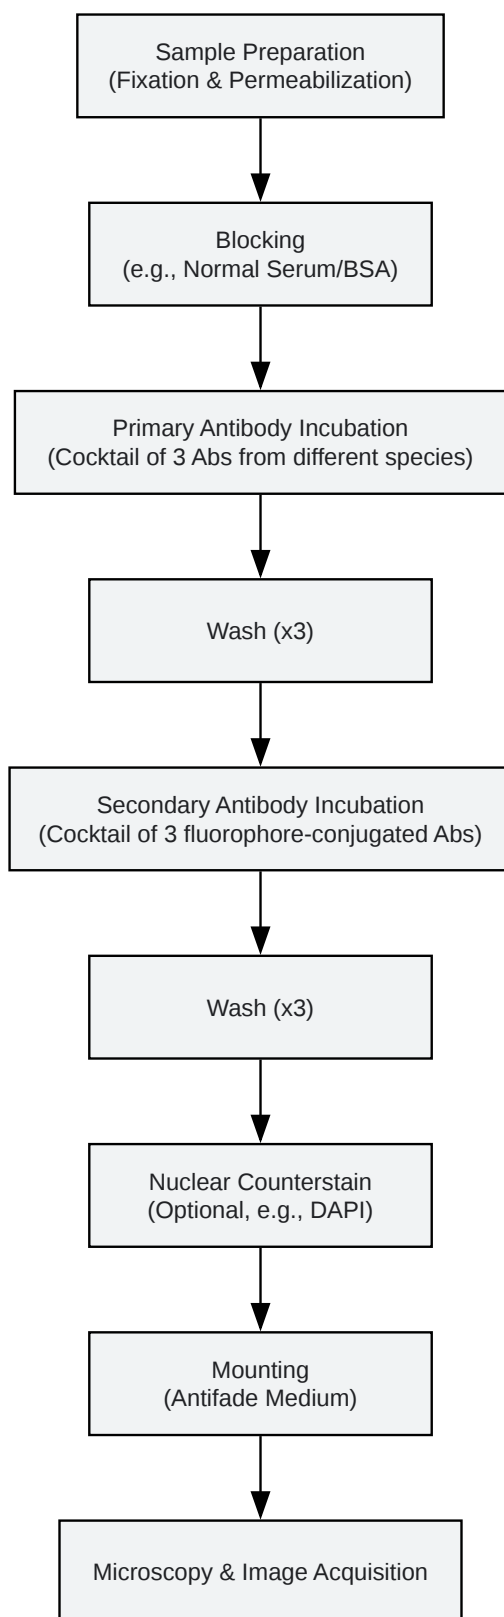 Sample Preparation
(Fixation & Permeabilization)
Blocking
(e.g., Normal Serum/BSA)
Primary Antibody Incubation
(Cocktail of 3 Abs from different species)
Wash (x3)
Secondary Antibody Incubation
(Cocktail of 3 fluorophore-conjugated Abs)
Wash (x3)
Nuclear Counterstain
(Optional, e.g., DAPI)
Mounting
(Antifade Medium)
Microscopy & Image Acquisition